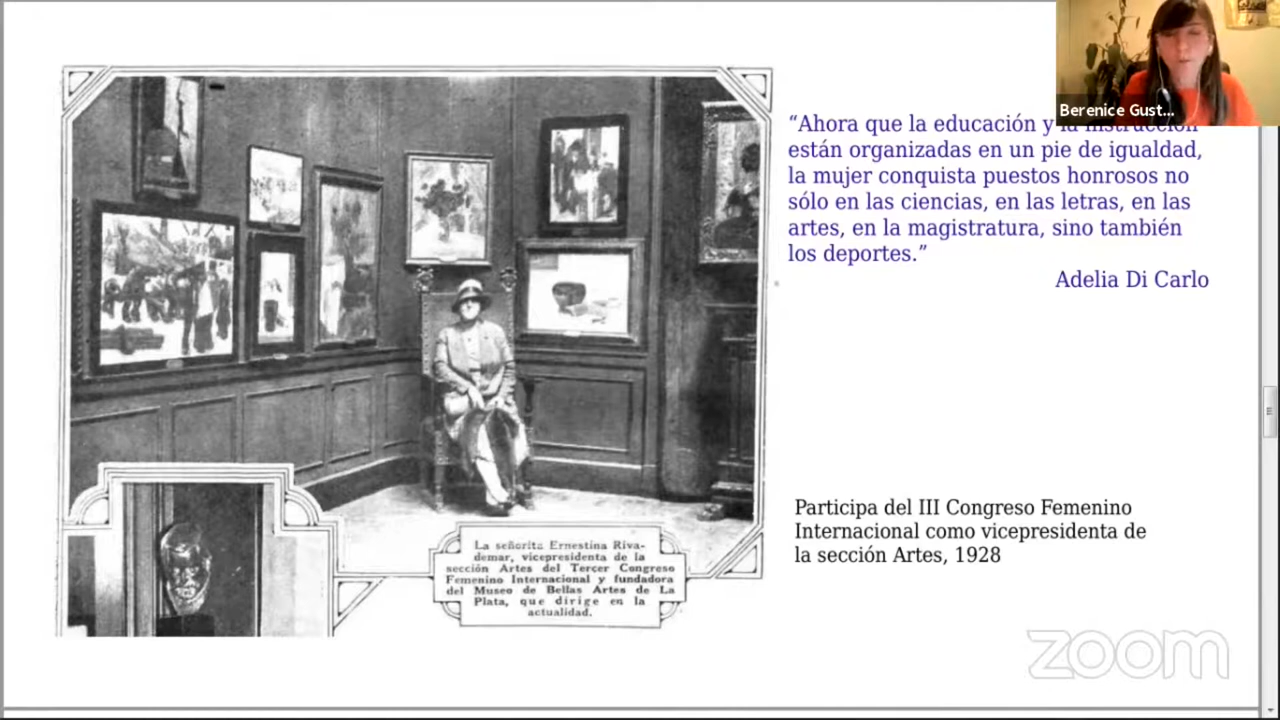 Berenice Gust...
“Ahora que la educación y la instrucción
están organizadas en un pie de igualdad,
la mujer conquista puestos honrosos no
sólo en las ciencias, en las letras, en las
artes, en la magistratura, sino también
los deportes.”
Adelia Di Carlo
Participa del III Congreso Femenino
Internacional como vicepresidenta de
la sección Artes, 1928
La señorita Ernestina Riva-
demar, vicepresidenta de la
sección Artes del Tercer Congreso
Femenino Internacional y fundadora
del Museo de Bellas Artes de La
Plata, que dirige en la
actualidad.
zoom